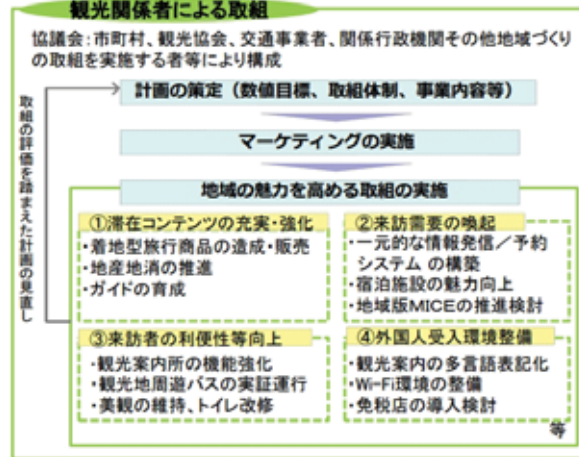 観光関係者による取組
協議会：市町村、観光協会、交通事業者、関係行政機関その他地域づくり
の取組を実施する者等により構成
計画の策定（数値目標、取組体制、事業内容等）
マーケティングの実施
地域の魅力を高める取組の実施
取組の評価を踏まえた計画の見直し
①滞在コンテンツの充実・強化
・着地型旅行商品の造成・販売
・地産地消の推進
・ガイドの育成
②来訪需要の喚起
・一元的な情報発信／予約
システム の構築
・宿泊施設の魅力向上
・地域版MICEの推進検討
③来訪者の利便性等向上
・観光案内所の機能強化
・観光地周遊バスの実証運行
・美観の維持、トイレ改修
④外国人受入環境整備
・観光案内の多言語表記化
・Wi-Fi環境の整備
・免税店の導入検討
等